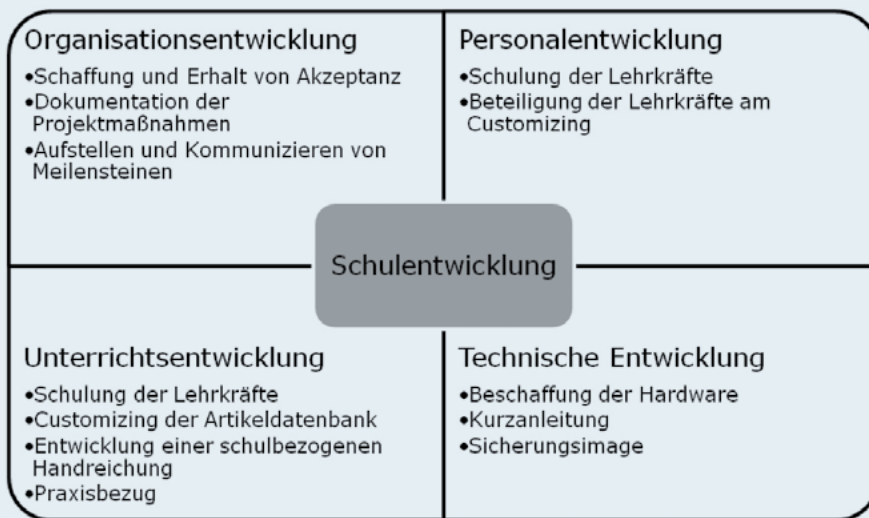 Organisationsentwicklung
•Schaffung und Erhalt von Akzeptanz
•Dokumentation der
Projektmaßnahmen
•Aufstellen und Kommunizieren von
Meilensteinen
Personalentwicklung
•Schulung der Lehrkräfte
•Beteiligung der Lehrkräfte am
Customizing
Schulentwicklung
Unterrichtsentwicklung
•Schulung der Lehrkräfte
•Customizing der Artikeldatenbank
•Entwicklung einer schulbezogenen
Handreichung
•Praxisbezug
Technische Entwicklung
•Beschaffung der Hardware
•Kurzanleitung
•Sicherungsimage